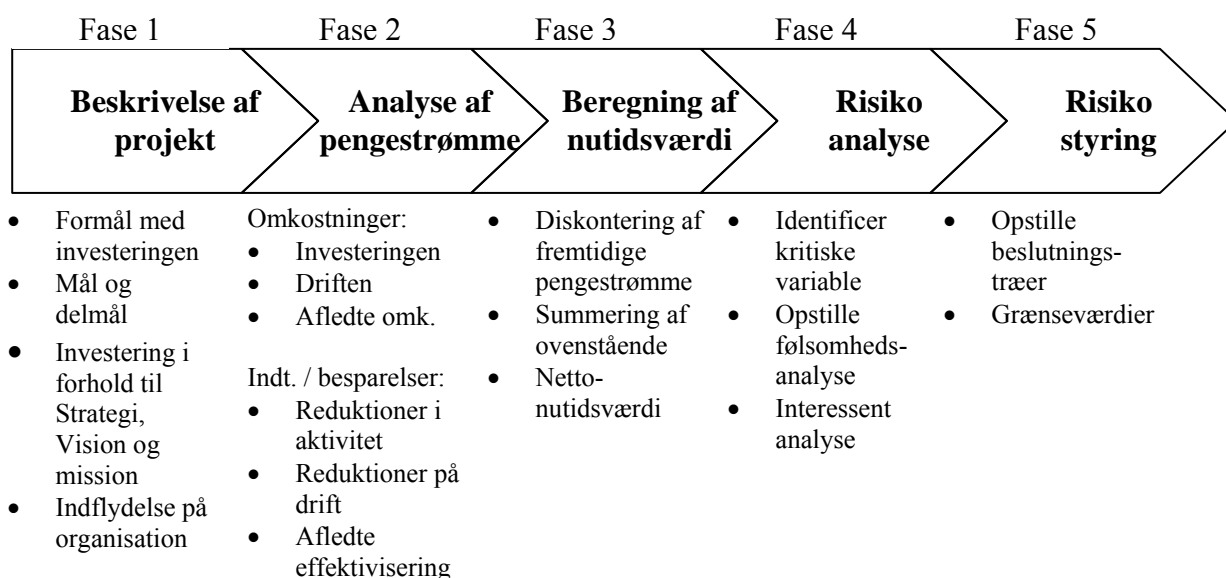 Fase 1
Fase 2
Fase 3
Fase 4
Fase 5
Beskrivelse af
projekt
Analyse af
pengestrømme
Beregning af
nutidsværdi
Risiko
analyse
Risiko
styring
• Formål med
investeringen
• Mål og
delmål
• Investering i
forhold til
Strategi,
Vision og
mission
• Indflydelse på
organisation
Omkostninger:
• Investeringen
• Driften
• Afledte omk.
Indt. / besparelser:
• Reduktioner i
aktivitet
• Reduktioner på
drift
• Afledte
effektivisering
• Diskontering af
fremtidige
pengestrømme
• Summering af
ovenstående
• Netto-
nutidsværdi
• Identificer
kritiske
variable
• Opstille
følsomheds-
analyse
• Interessent
analyse
• Opstille
beslutnings-
træer
• Grænseværdier